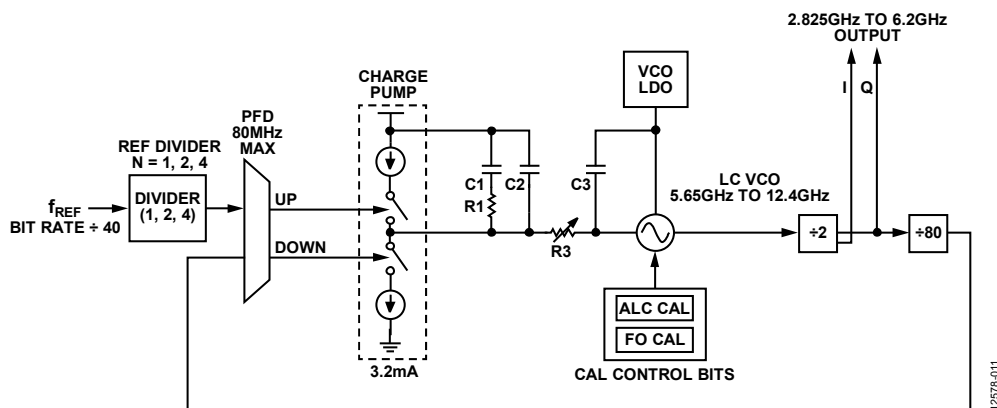 2.825GHz TO 6.2GHz
OUTPUT
I
Q
VCO
LDO
CHARGE
PUMP
PFD
80MHz
MAX
REF DIVIDER
N = 1, 2, 4
DIVIDER
(1, 2, 4)
fREF
BIT RATE ÷ 40
UP
DOWN
C1
R1
C2
C3
R3
LC VCO
5.65GHz TO 12.4GHz
÷2
÷80
ALC CAL
FO CAL
CAL CONTROL BITS
3.2mA
12578-011